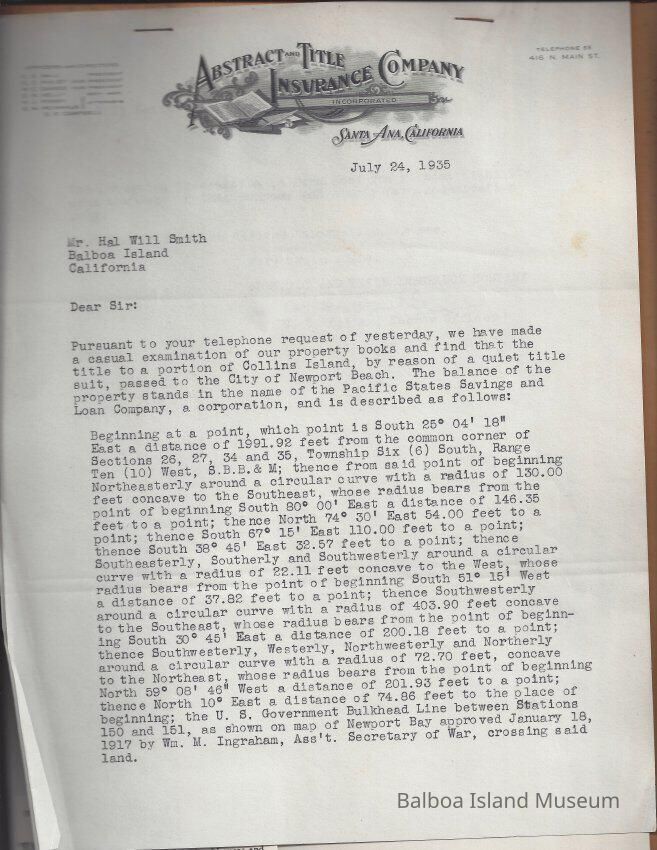 ABSTRACT AND TITLE
INSURANCE COMPANY
INCORPORATED
SANTA ANA, CALIFORNIA
TELEPHONE 58
416 N. MAIN ST.
July 24, 1935
Mr. Hal Will Smith
Balboa Island
California
Dear Sir:
Pursuant to your telephone request of yesterday, we have made
a casual examination of our property books and find that the
title to a portion of Collins Island, by reason of a quiet title
suit, passed to the City of Newport Beach. The balance of the
property stands in the name of the Pacific States Savings and
Loan Company, a corporation, and is described as follows:
Beginning at a point, which point is South 25° 04' 18"
East a distance of 1991.92 feet from the common corner of
Sections 26, 27, 34 and 35, Township Six (6) South, Range
Ten (10) West, S.B.B.& M; thence from said point of beginning
Northeasterly around a circular curve with a radius of 130.00
feet concave to the Southeast, whose radius bears from the
point of beginning South 80° 00' East a distance of 146.35
feet to a point; thence North 74° 30' East 54.00 feet to a
point; thence South 67° 15' East 110.00 feet to a point;
thence South 38° 45' East 32.57 feet to a point; thence
Southeasterly, Southerly and Southwesterly around a circular
curve with a radius of 22.11 feet concave to the West, whose
radius bears from the point of beginning South 51° 15' West
a distance of 37.82 feet to a point; thence Southwesterly
around a circular curve with a radius of 403.90 feet concave
to the Southeast, whose radius bears from the point of beginn-
ing South 30° 45' East a distance of 200.18 feet to a point;
thence Southwesterly, Westerly, Northwesterly and Northerly
around a circular curve with a radius of 72.70 feet, concave
to the Northeast, whose radius bears from the point of beginning
North 59° 08' 46" West a distance of 201.93 feet to a point;
thence North 10° East a distance of 74.86 feet to the place of
beginning; the U. S. Government Bulkhead Line between Stations
150 and 151, as shown on map of Newport Bay approved January 18,
1917 by Wm. M. Ingraham, Ass't. Secretary of War, crossing said
land.
Balboa Island Museum